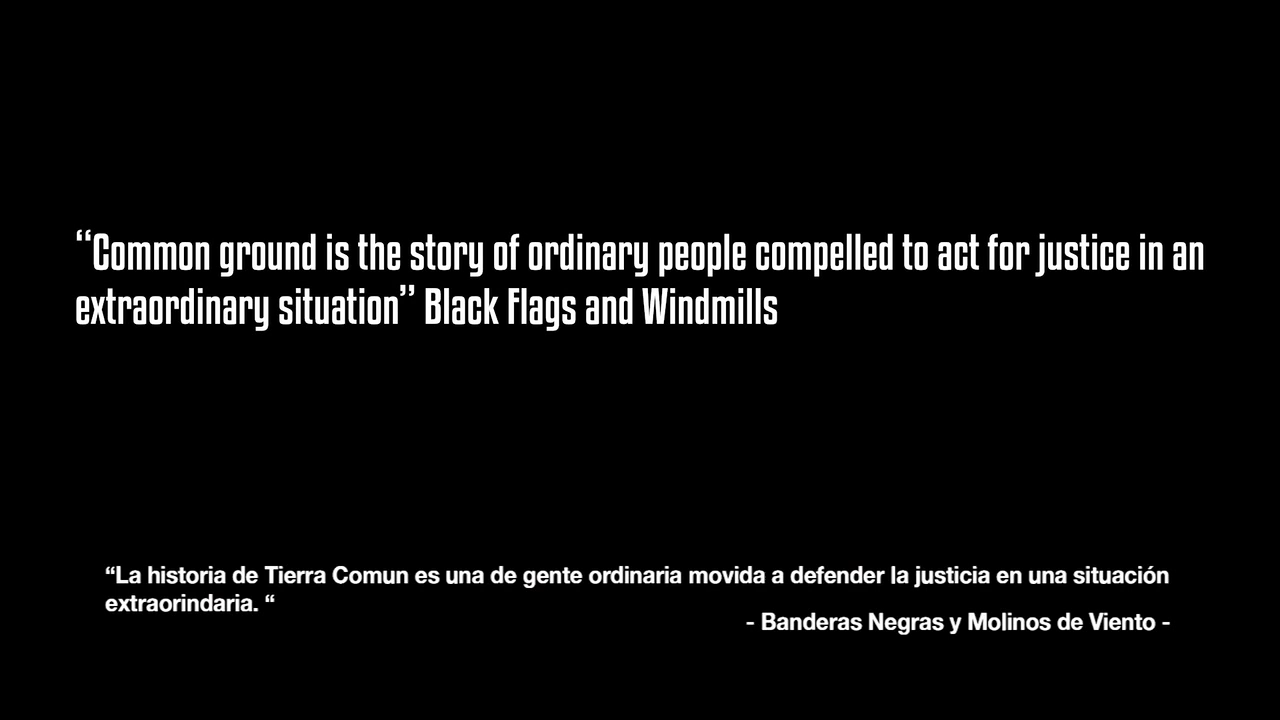 “Common ground is the story of ordinary people compelled to act for justice in an
extraordinary situation” Black Flags and Windmills
“La historia de Tierra Comun es una de gente ordinaria movida a defender la justicia en una situación
extraorindaria. “
- Banderas Negras y Molinos de Viento -